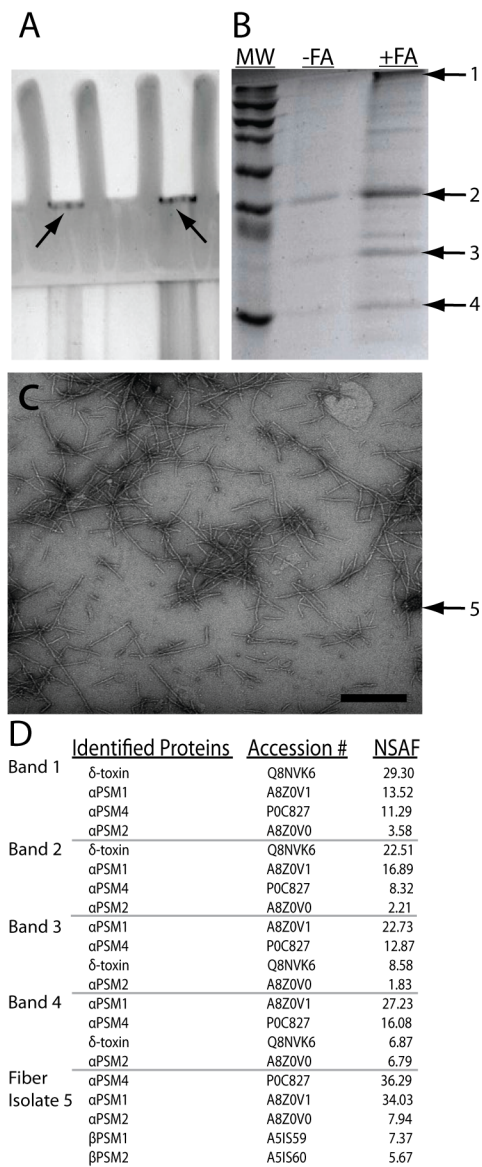 A
B
MW -FA +FA
1
2
3
4
C
5
D
Identified Proteins Accession # NSAF
Band 1
δ-toxin Q8NVK6 29.30
αPSM1 A8Z0V1 13.52
αPSM4 P0C827 11.29
αPSM2 A8Z0V0 3.58
Band 2
δ-toxin Q8NVK6 22.51
αPSM1 A8Z0V1 16.89
αPSM4 P0C827 8.32
αPSM2 A8Z0V0 2.21
Band 3
αPSM1 A8Z0V1 22.73
αPSM4 P0C827 12.87
δ-toxin Q8NVK6 8.58
αPSM2 A8Z0V0 1.83
Band 4
αPSM1 A8Z0V1 27.23
αPSM4 P0C827 16.08
δ-toxin Q8NVK6 6.87
αPSM2 A8Z0V0 6.79
Fiber
Isolate 5
αPSM4 P0C827 36.29
αPSM1 A8Z0V1 34.03
αPSM2 A8Z0V0 7.94
βPSM1 A5IS59 7.37
βPSM2 A5IS60 5.67